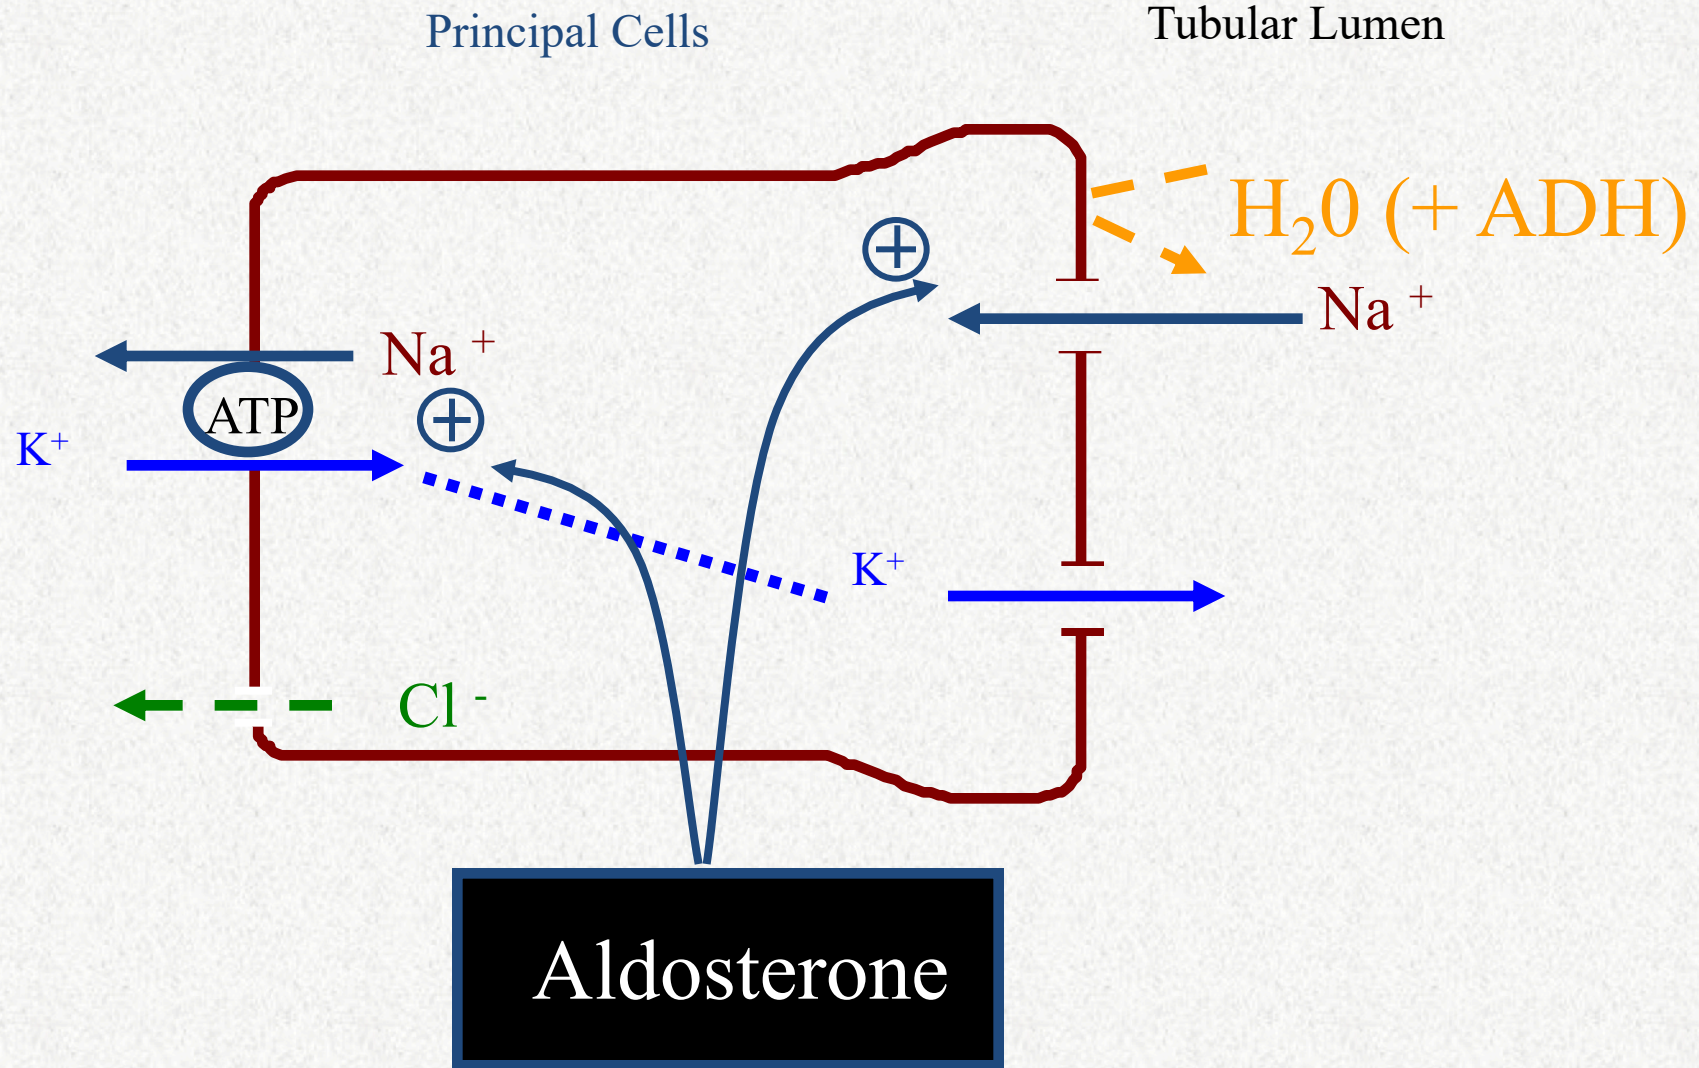 Principal Cells
Tubular Lumen
H₂0 (+ ADH)
Na ⁺
Na ⁺
ATP
K⁺
K⁺
Cl ⁻
Aldosterone